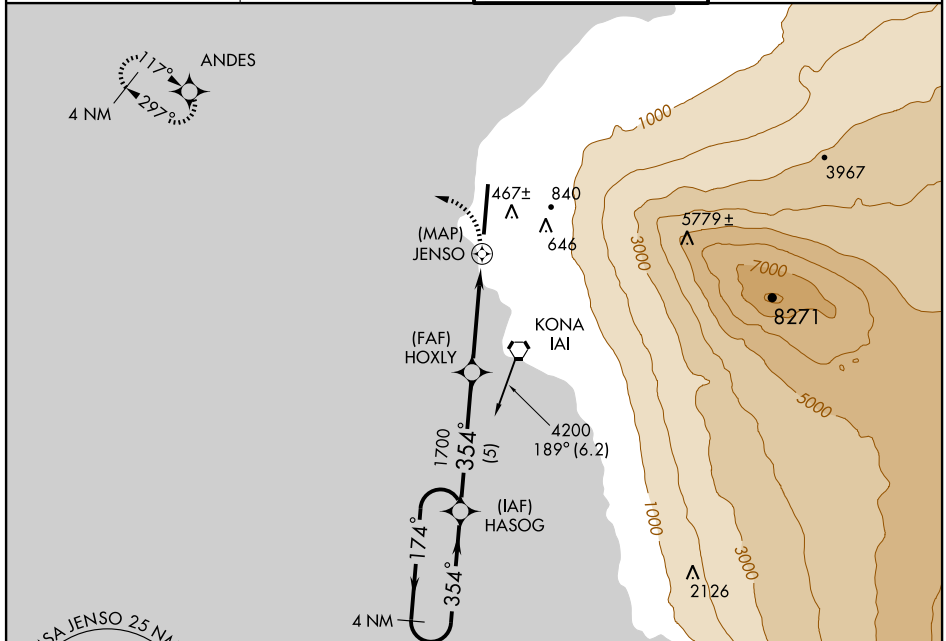 ANDES
117°
297°
4 NM
1000
3967
467±
840
646
5779±
(MAP)
JENSO
3000
7000
8271
KONA
IAI
(FAF)
HOXLY
5000
4200
189° (6.2)
1700
354°
(5)
(IAF)
HASOG
174°
354°
1000
3000
2126
4 NM
SA JENSO 25 NM